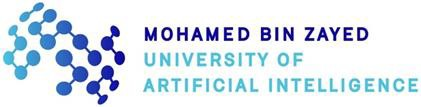 MOHAMED BIN ZAYED
UNIVERSITY OF
ARTIFICIAL INTELLIGENCE